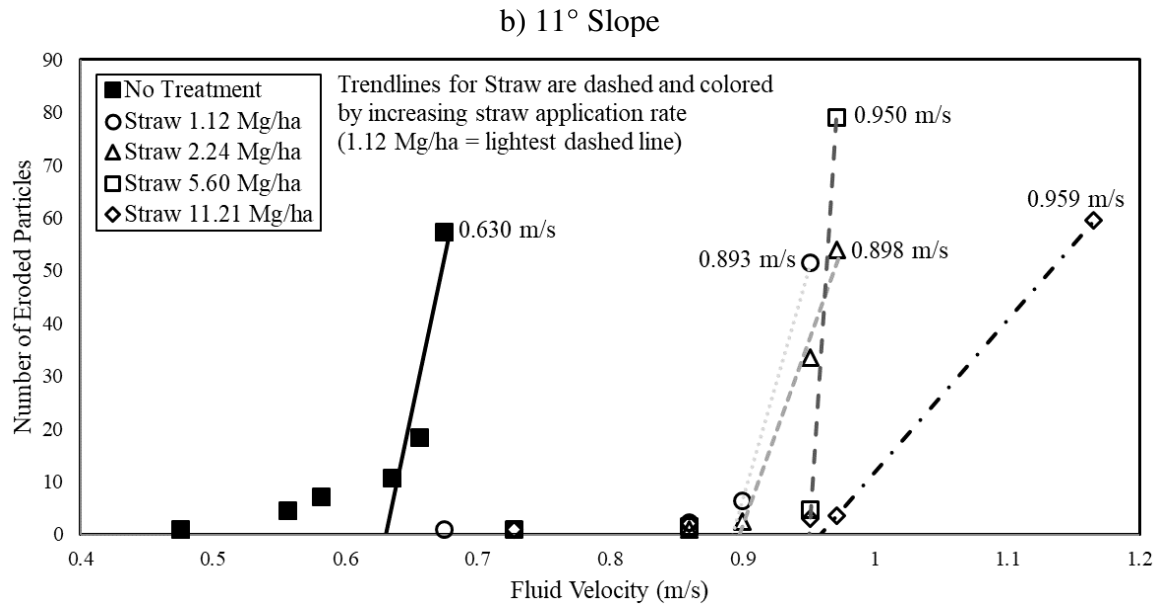 b) 11° Slope
90
80
70
60
50
40
30
20
10
0
Number of Eroded Particles
No Treatment
Straw 1.12 Mg/ha
Straw 2.24 Mg/ha
Straw 5.60 Mg/ha
Straw 11.21 Mg/ha
Trendlines for Straw are dashed and colored
by increasing straw application rate
(1.12 Mg/ha = lightest dashed line)
0.630 m/s
0.893 m/s
0.950 m/s
0.898 m/s
0.959 m/s
0.4
0.5
0.6
0.7
0.8
0.9
1
1.1
1.2
Fluid Velocity (m/s)